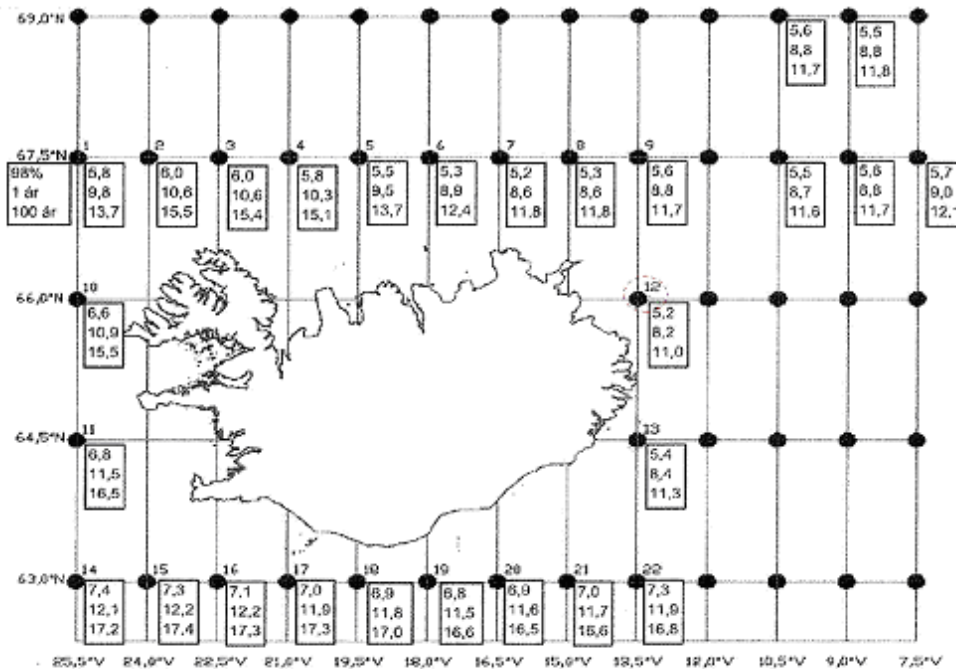 69,0°N
5,6 5,5
8,8 8,8
11,7 11,8
67,5°N 1 2 3 4 5 6 7 8 9
98% 5,8 6,0 6,0 5,8 5,5 5,3 5,2 5,3 5,6 5,5 5,6 5,7
1 ár 9,8 10,6 10,6 10,3 9,5 8,9 8,6 8,6 8,8 8,7 8,8 9,0
100 ár 13,7 15,5 15,4 15,1 13,7 12,4 11,8 11,8 11,7 11,6 11,7 12,1
66,0°N 10 12
6,6 5,2
10,9 8,2
15,5 11,0
64,5°N 11 13
6,8 5,4
11,5 8,4
16,5 11,3
63,0°N 14 15 16 17 18 19 20 21 22
7,4 7,3 7,1 7,0 6,9 6,8 6,9 7,0 7,3
12,1 12,2 12,2 11,9 11,8 11,5 11,6 11,7 11,9
17,2 17,4 17,3 17,3 17,0 16,6 16,5 16,8
25,5°V 24,0°V 22,5°V 21,0°V 19,5°V 18,0°V 16,5°V 15,0°V 13,5°V 12,0°V 10,5°V 9,0°V 7,5°V